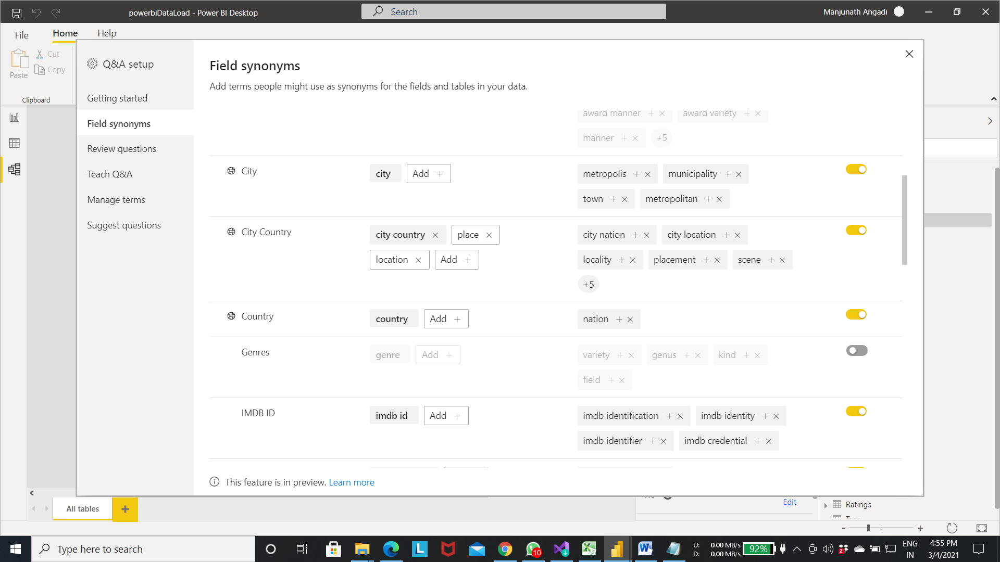 powerbiDataLoad - Power BI Desktop
Search
Manjunath Angadi
File
Home
Help
Paste
Cut
Copy
Clipboard
Q&A setup
Getting started
Field synonyms
Review questions
Teach Q&A
Manage terms
Suggest questions
Field synonyms
Add terms people might use as synonyms for the fields and tables in your data.
award manner + × award variety + ×
manner + × +5
City
city
Add +
metropolis + × municipality + ×
town + × metropolitan + ×
City Country
city country × place ×
location × Add +
city nation + × city location + ×
locality + × placement + × scene + ×
+5
Country
country
Add +
nation + ×
Genres
genre
Add +
variety + × genus + × kind + ×
field + ×
IMDB ID
imdb id
Add +
imdb identification + × imdb identity + ×
imdb identifier + × imdb credential + ×
This feature is in preview. Learn more
All tables
+
Edit
Ratings
- +
Type here to search
L
10
U: 0.00 MB/s
D: 0.00 MB/s
92%
2
ENG
IN
4:55 PM
3/4/2021